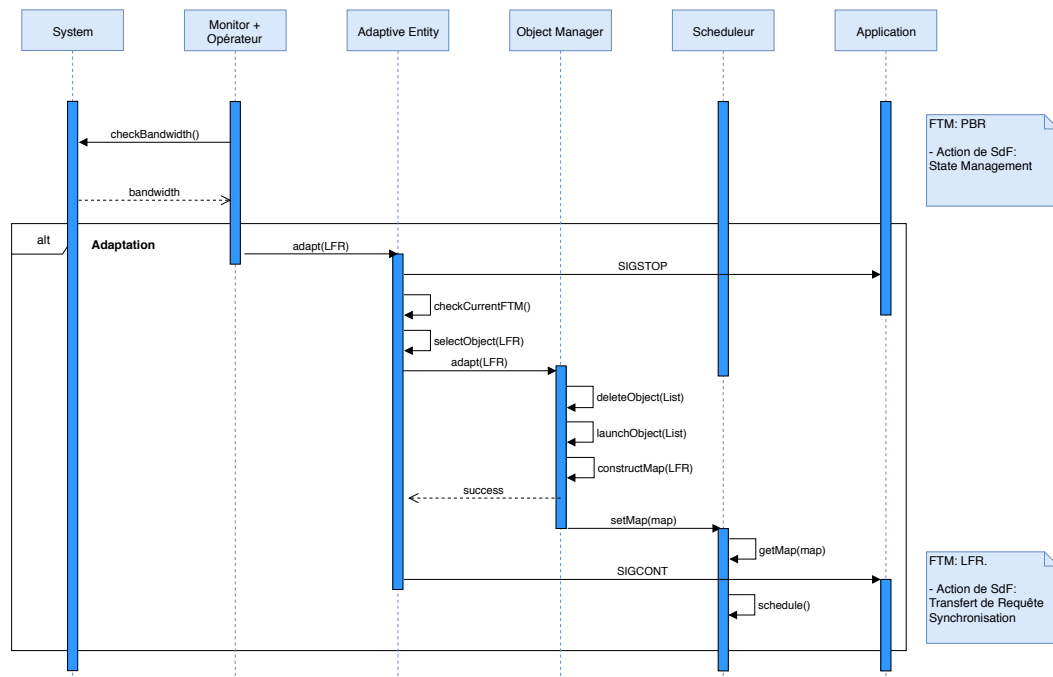 System
Monitor +
Opérateur
Adaptive Entity
Object Manager
Scheduleur
Application
checkBandwidth()
bandwidth
FTM: PBR
- Action de SdF:
State Management
alt
Adaptation
adapt(LFR)
SIGSTOP
checkCurrentFTM()
selectObject(LFR)
adapt(LFR)
deleteObject(List)
launchObject(List)
constructMap(LFR)
success
setMap(map)
getMap(map)
SIGCONT
schedule()
FTM: LFR.
- Action de SdF:
Transfert de Requête
Synchronisation